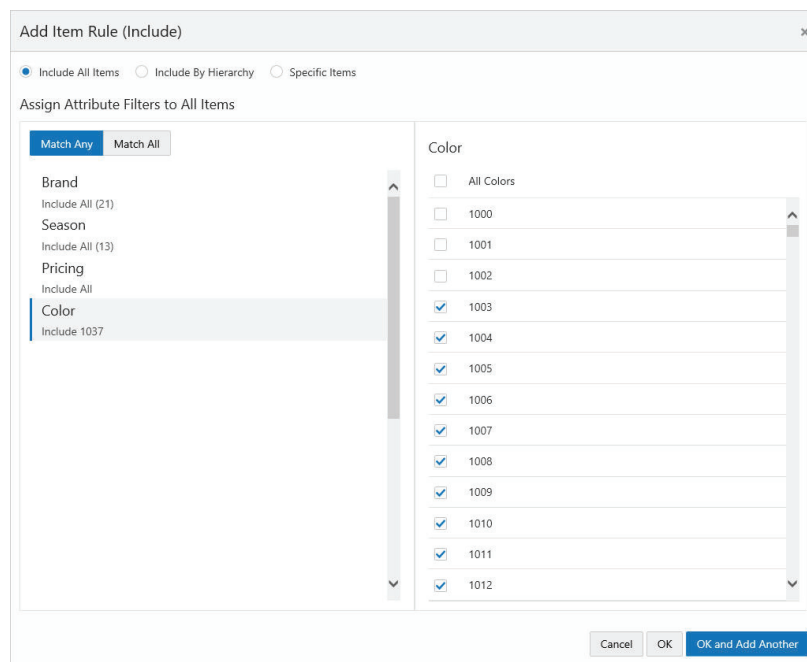 Add Item Rule (Include)
Include All Items Include By Hierarchy Specific Items
Assign Attribute Filters to All Items
Match Any Match All
Brand
Include All (21)
Season
Include All (13)
Pricing
Include All
Color
Include 1037
Color
All Colors
1000
1001
1002
1003
1004
1005
1006
1007
1008
1009
1010
1011
1012
Cancel OK OK and Add Another